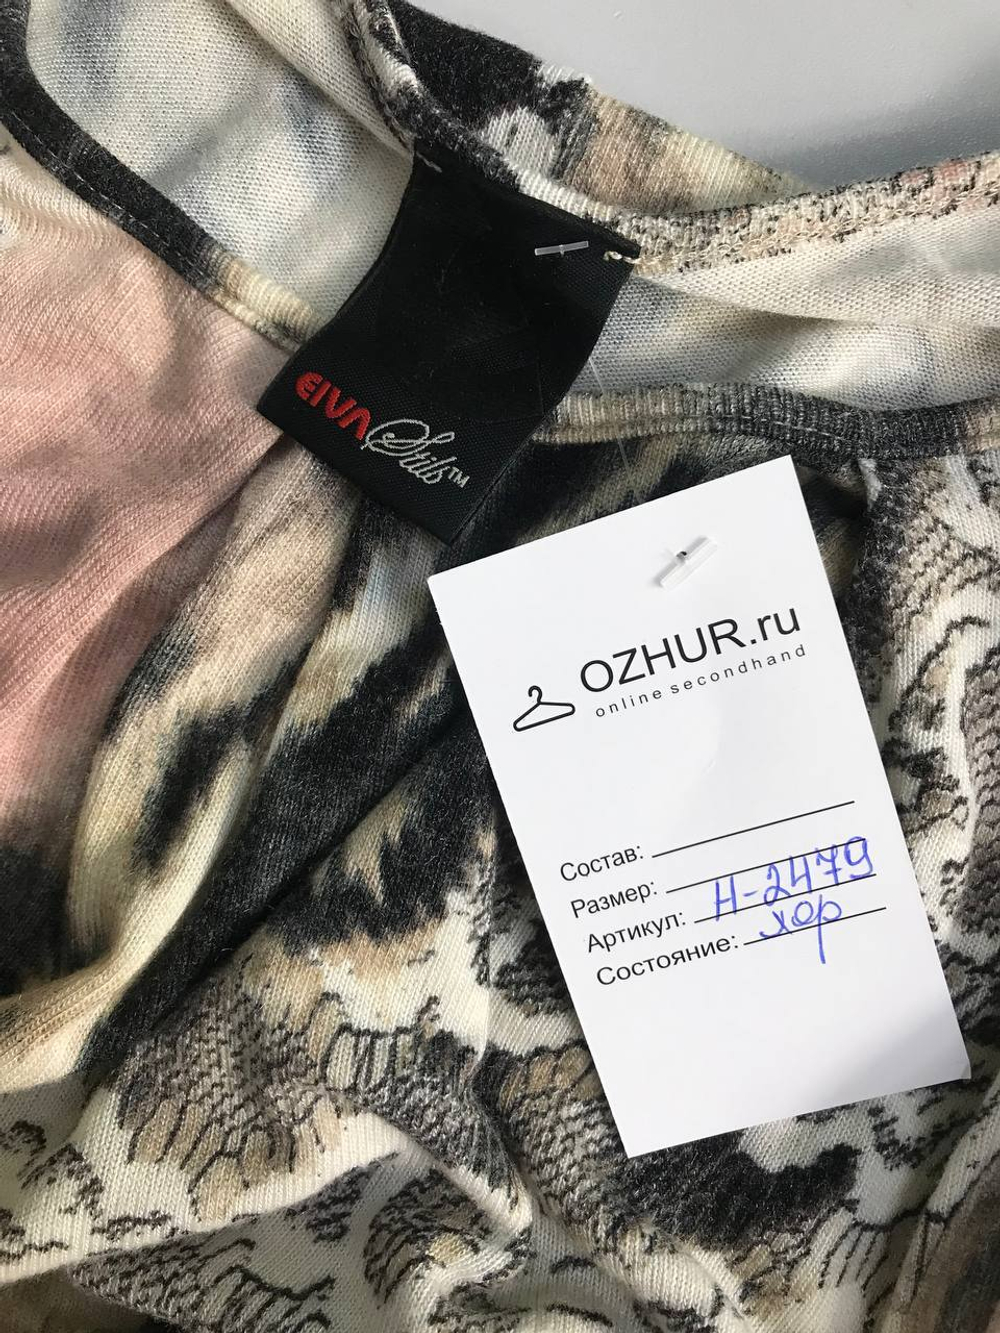 EIVA Stils™
OZHUR.ru
online secondhand
Состав:
Размер:
Артикул: Н-2479
Состояние: хор